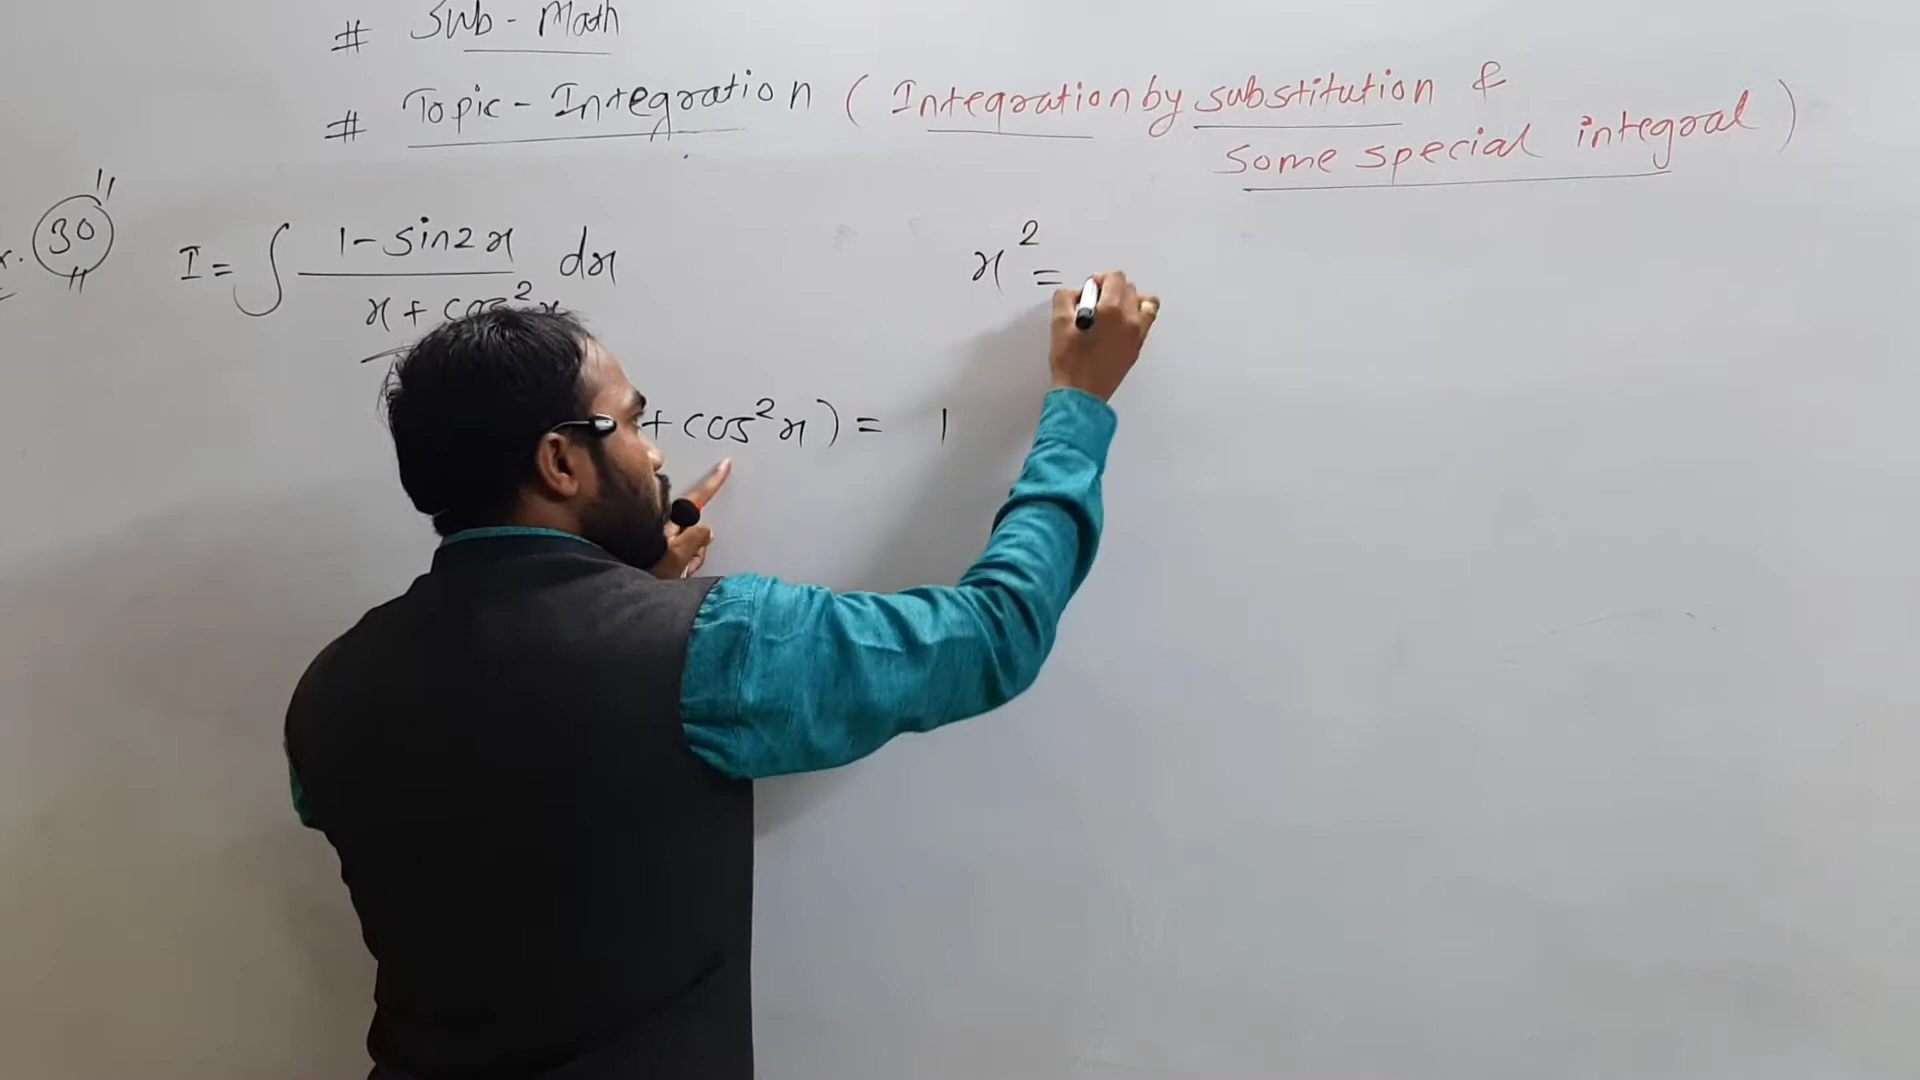 # Sub - Math
# Topic - Integration ( Integration by substitution &
Some special integral )
30 I = ∫ (1 - sin2x) / (x + cos²x) dx
x² =
+ cos²x) = 1